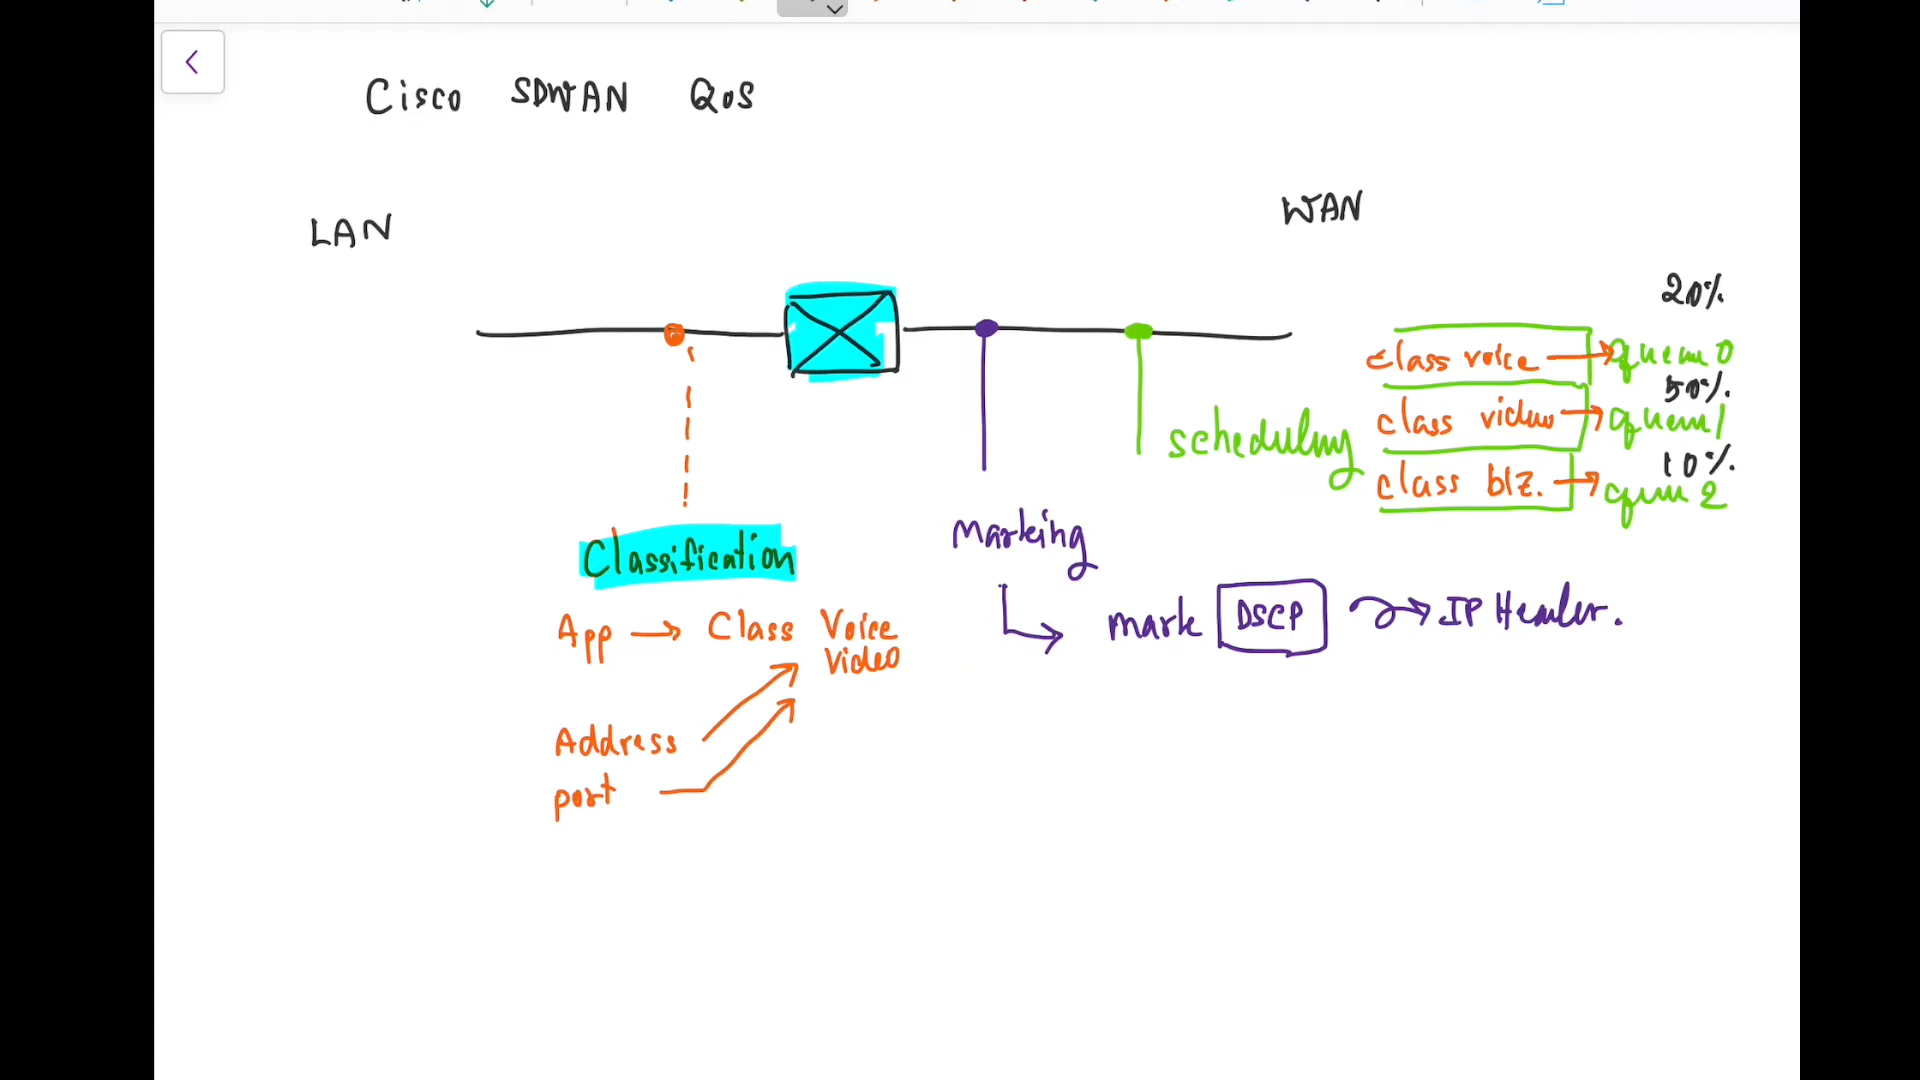 Cisco SDWAN QoS
LAN
WAN
20%
class voice → queue 0
50%.
class video → queue 1
scheduling
10%.
class biz. → queue 2
Marking
Classification
mark DSCP → IP Header.
App → Class Voice
Video
Address
port